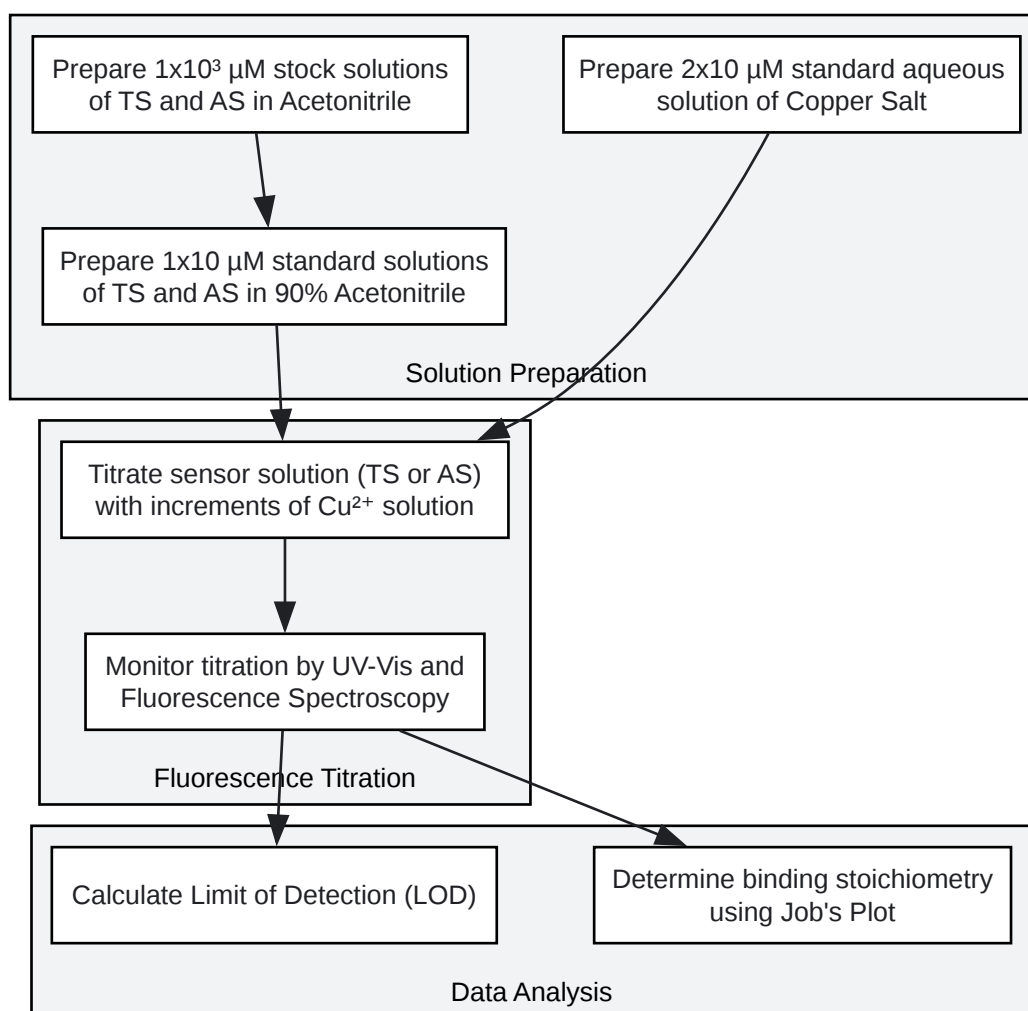 Prepare 1x10³ µM stock solutions
of TS and AS in Acetonitrile
Prepare 2x10 µM standard aqueous
solution of Copper Salt
Prepare 1x10 µM standard solutions
of TS and AS in 90% Acetonitrile
Solution Preparation
Titrate sensor solution (TS or AS)
with increments of Cu²⁺ solution
Monitor titration by UV-Vis and
Fluorescence Spectroscopy
Fluorescence Titration
Calculate Limit of Detection (LOD)
Determine binding stoichiometry
using Job's Plot
Data Analysis